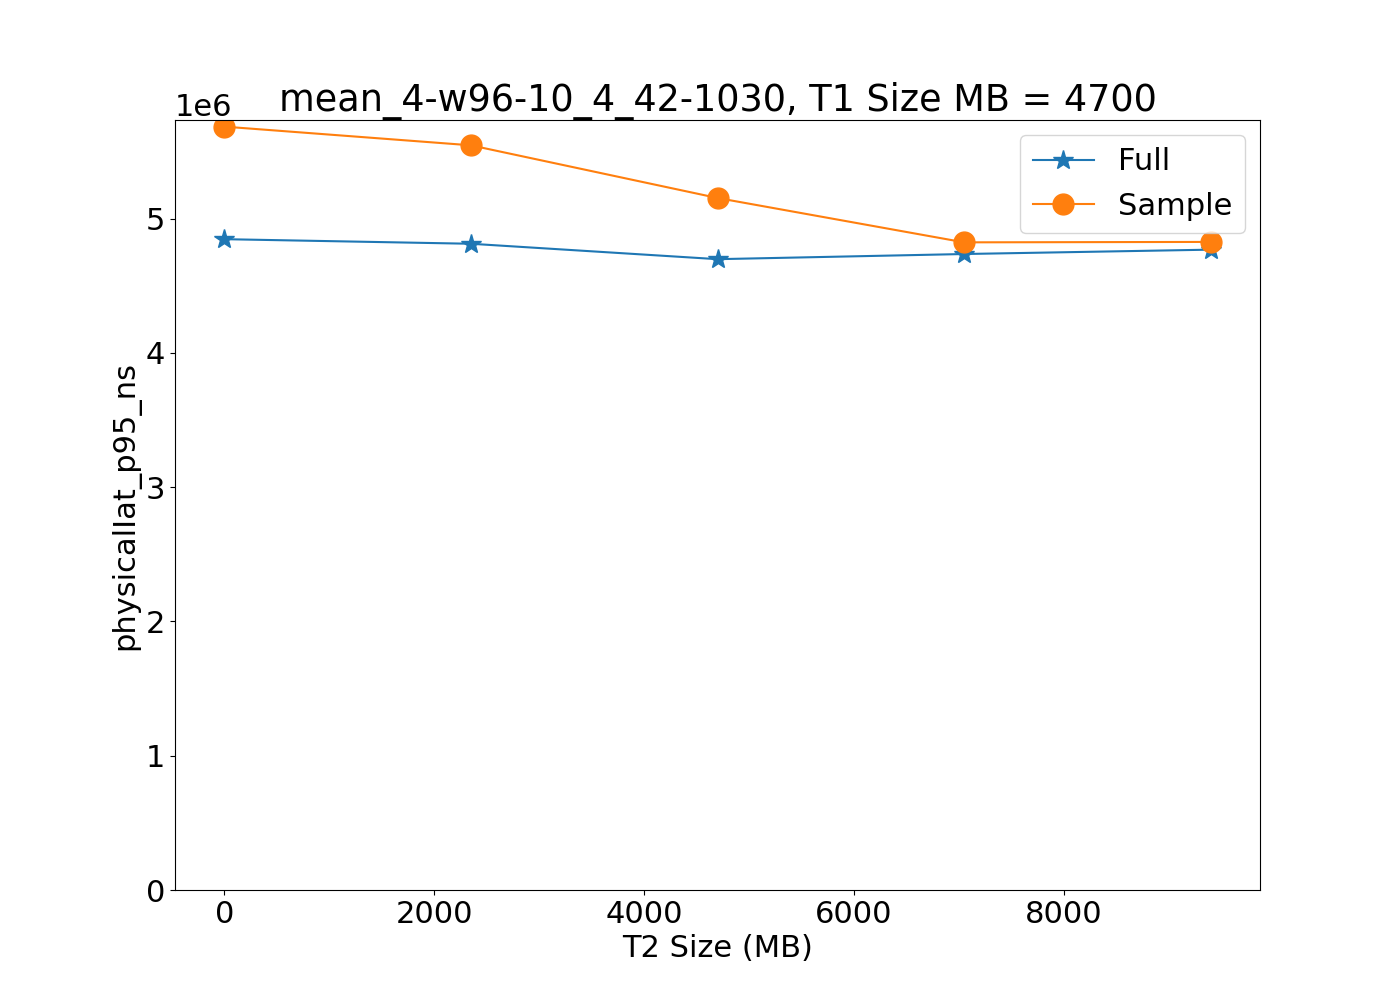 mean_4-w96-10_4_42-1030, T1 Size MB = 4700
1e6
Full
Sample
5
4
3
2
1
0
physicallat_p95_ns
0 2000 4000 6000 8000
T2 Size (MB)